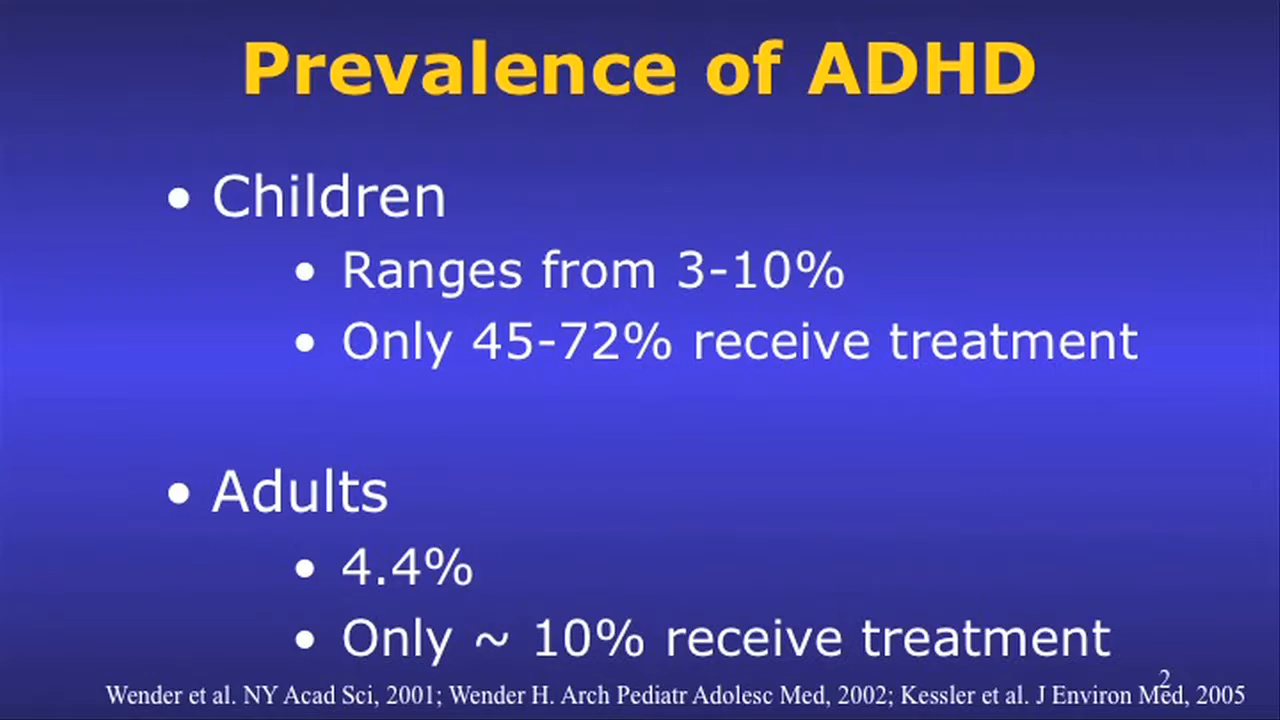 Prevalence of ADHD
• Children
• Ranges from 3-10%
• Only 45-72% receive treatment
• Adults
• 4.4%
• Only ~ 10% receive treatment
2
Wender et al. NY Acad Sci, 2001; Wender H. Arch Pediatr Adolesc Med, 2002; Kessler et al. J Environ Med, 2005